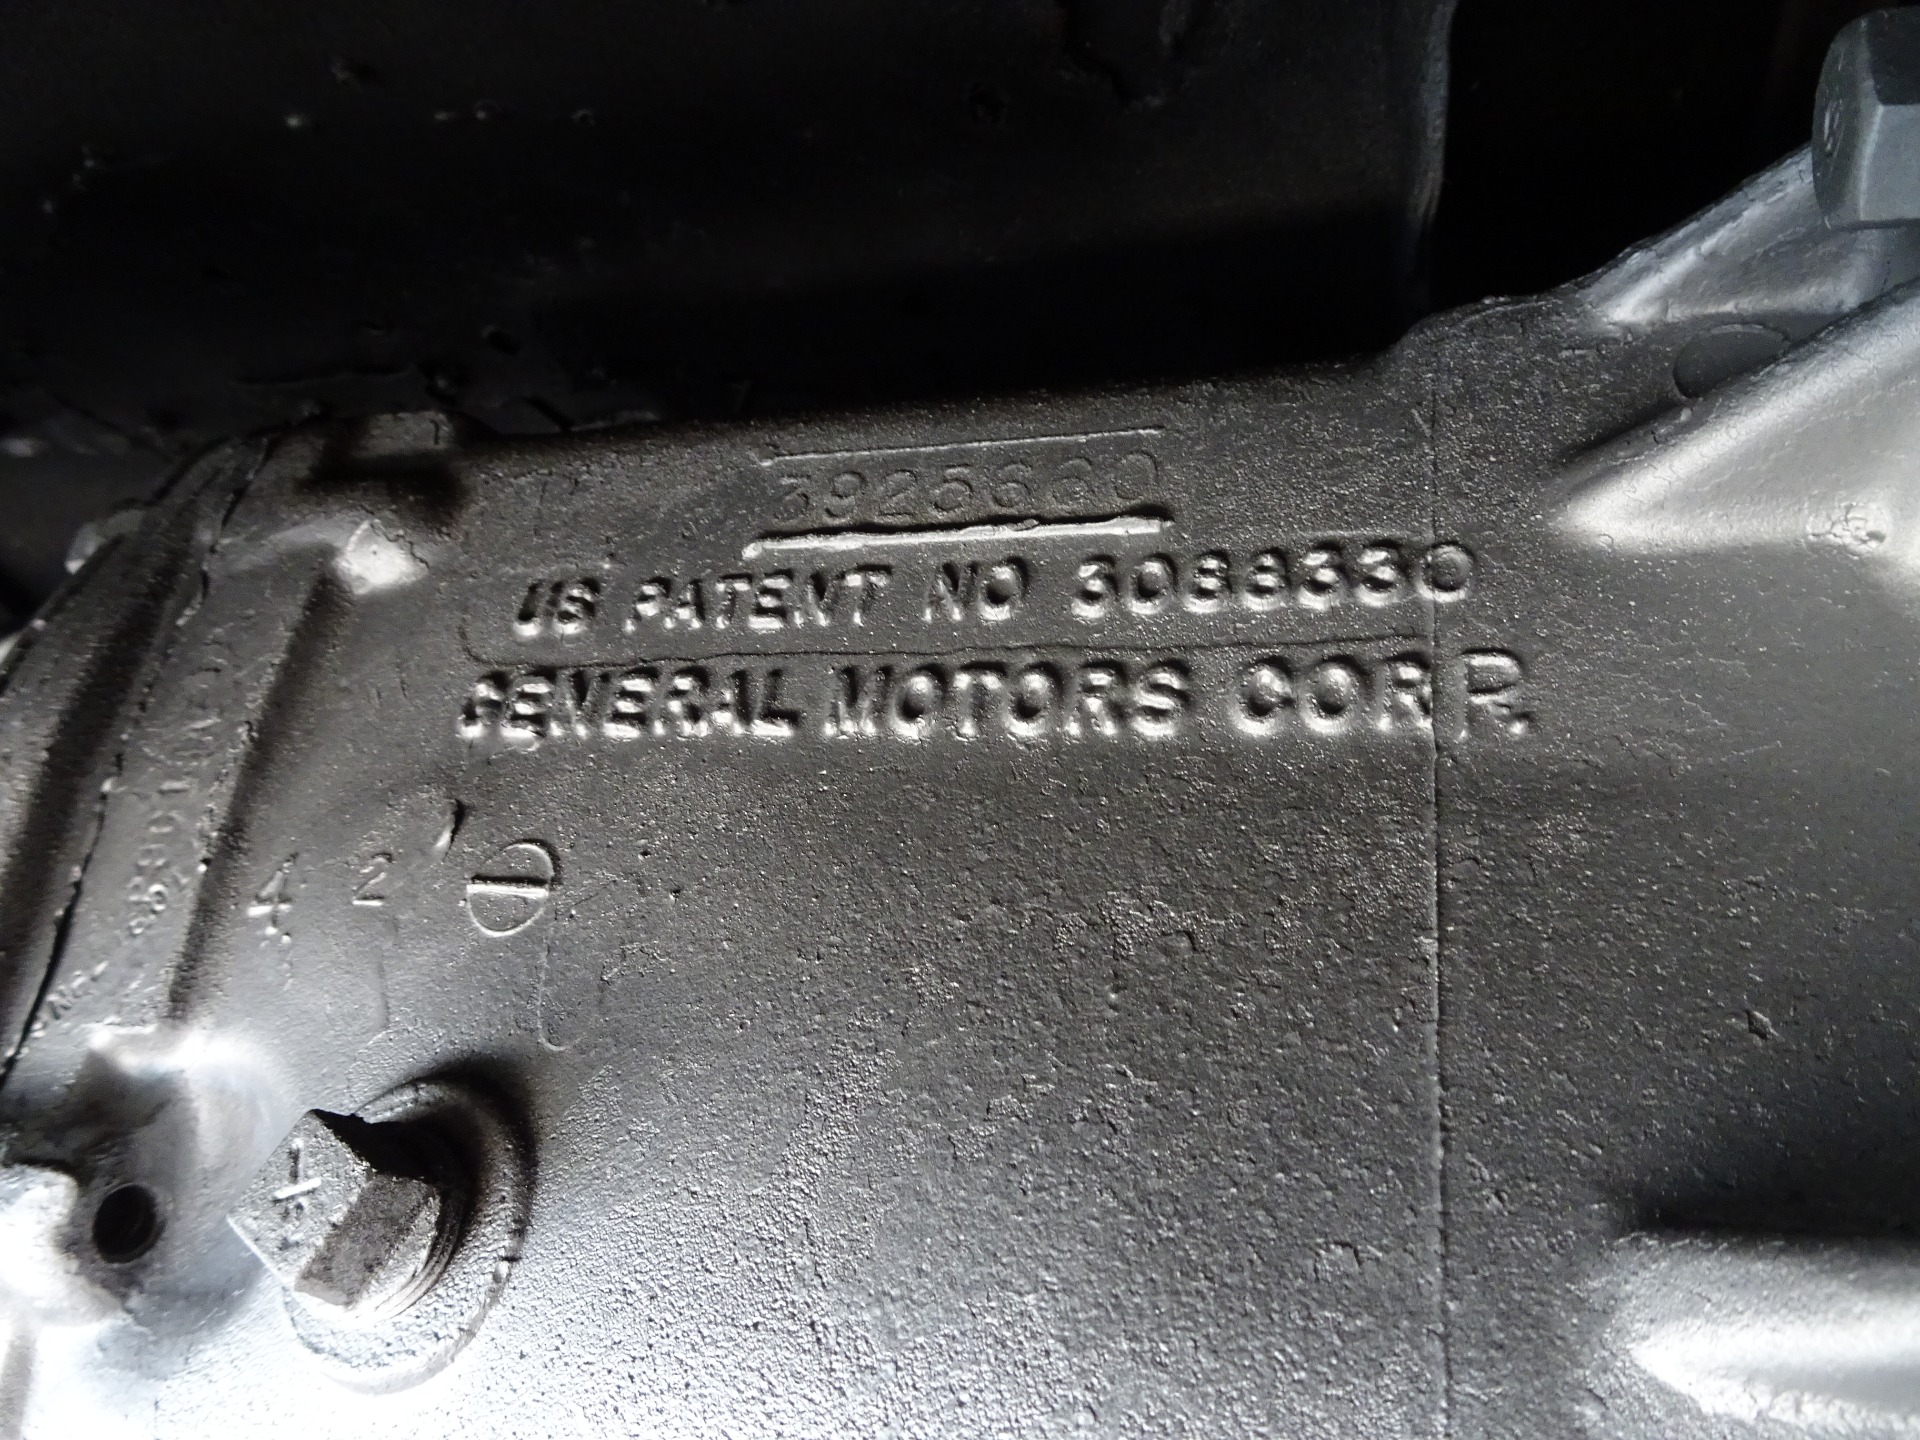 3925660
US PATENT NO 3088330
GENERAL MOTORS CORP.
4 2